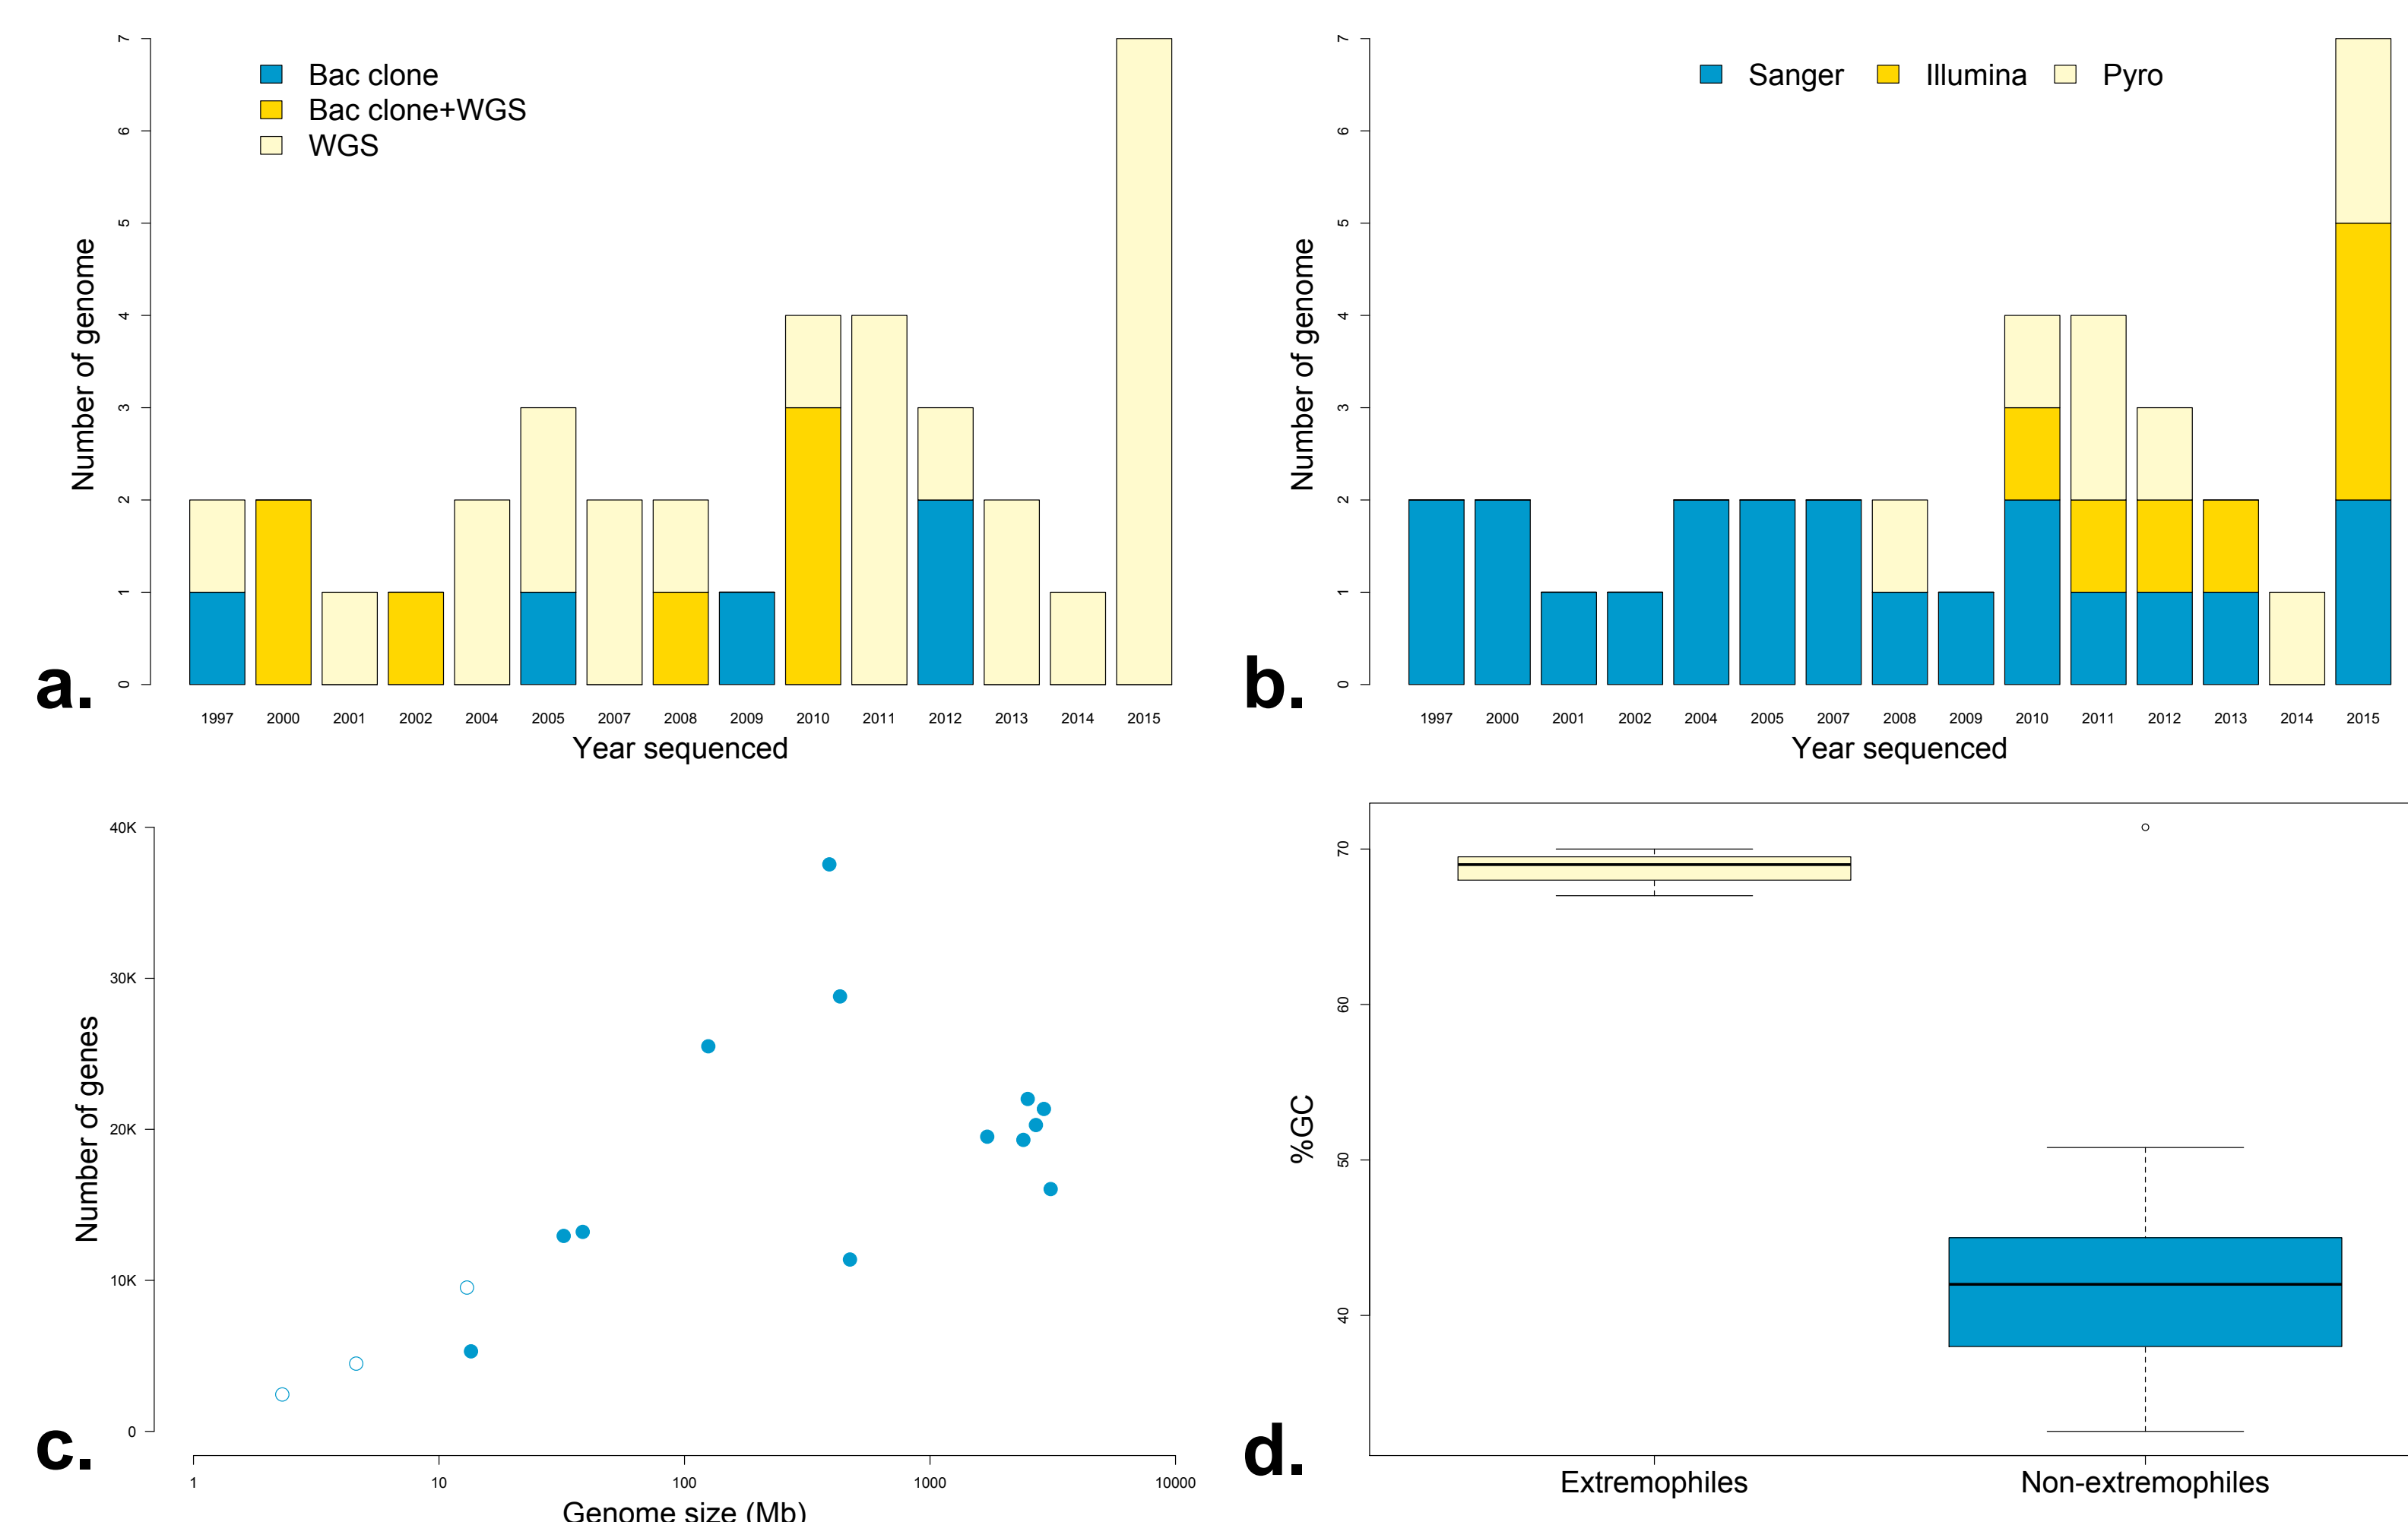 7
6
5
4
3
2
1
0
Number of genome
Bac clone
Bac clone+WGS
WGS
1997 2000 2001 2002 2004 2005 2007 2008 2009 2010 2011 2012 2013 2014 2015
Year sequenced
a.
7
6
5
4
3
2
1
0
Number of genome
Sanger Illumina Pyro
1997 2000 2001 2002 2004 2005 2007 2008 2009 2010 2011 2012 2013 2014 2015
Year sequenced
b.
40K
30K
20K
10K
0
Number of genes
1 10 100 1000 10000
Genome size (Mb)
c.
70
60
50
40
%GC
Extremophiles Non-extremophiles
d.